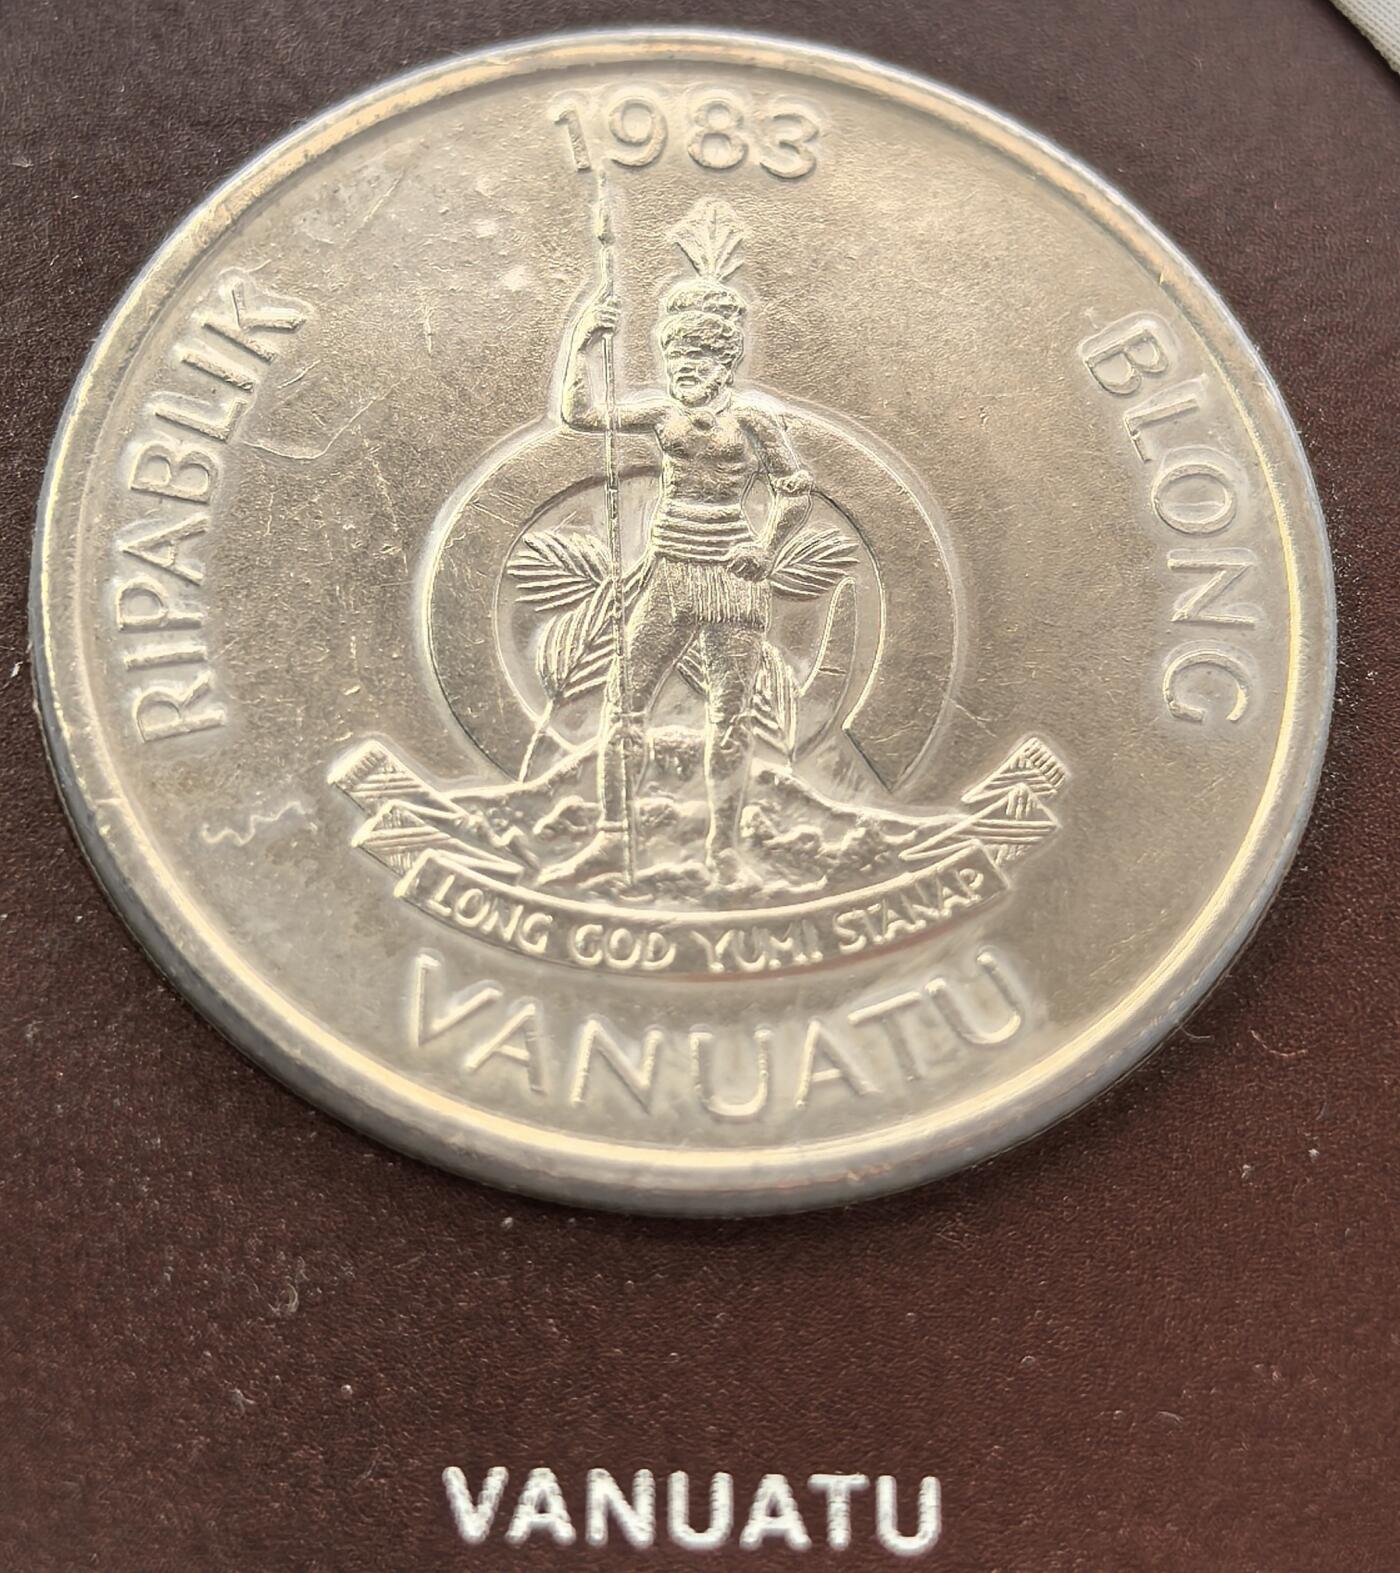 1983
RIPABLIK
BLONG
LONG GOD YUMI STANAP
VANUATU
VANUATU